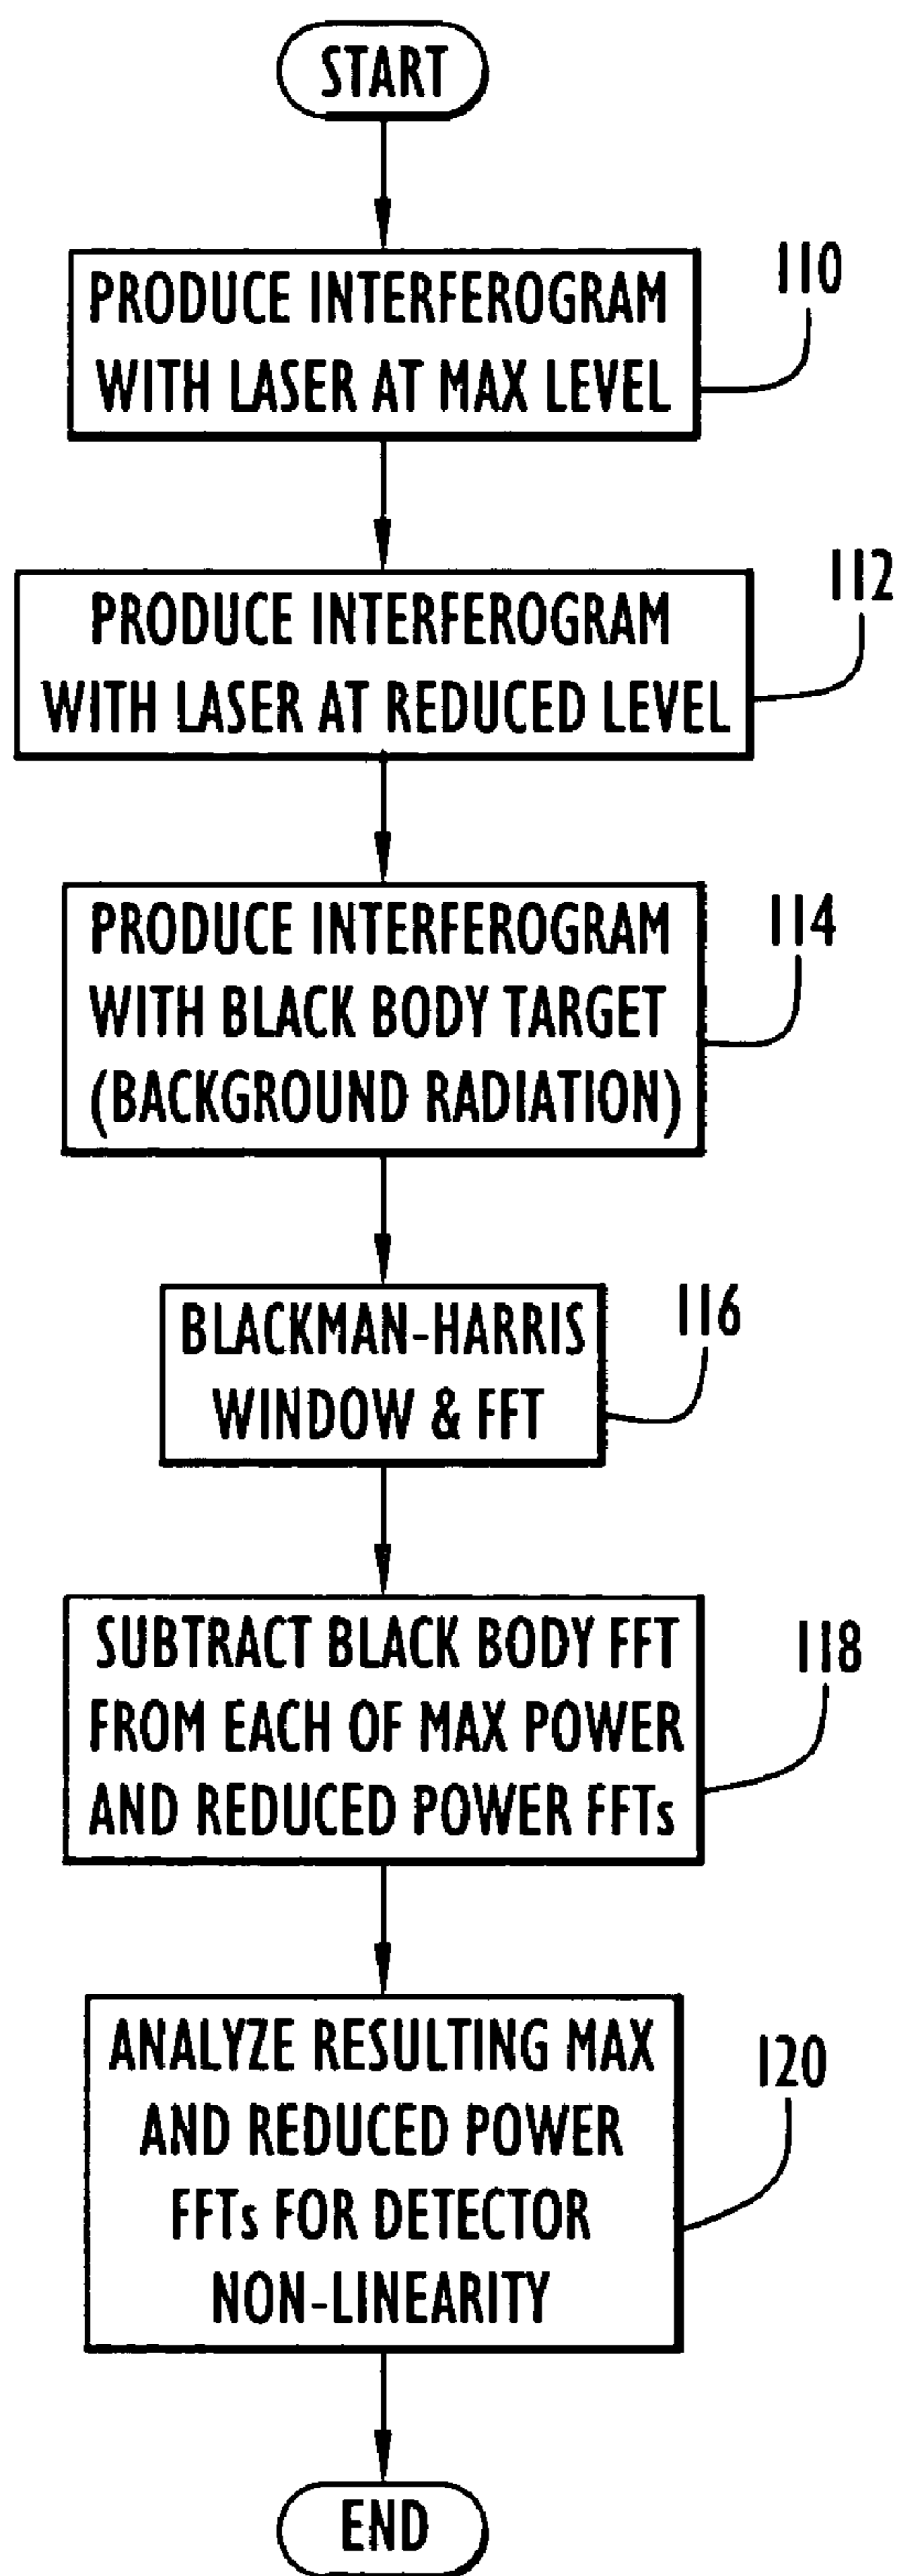 START
PRODUCE INTERFEROGRAM
WITH LASER AT MAX LEVEL
110
PRODUCE INTERFEROGRAM
WITH LASER AT REDUCED LEVEL
112
PRODUCE INTERFEROGRAM
WITH BLACK BODY TARGET
(BACKGROUND RADIATION)
114
BLACKMAN-HARRIS
WINDOW & FFT
116
SUBTRACT BLACK BODY FFT
FROM EACH OF MAX POWER
AND REDUCED POWER FFTs
118
ANALYZE RESULTING MAX
AND REDUCED POWER
FFTs FOR DETECTOR
NON-LINEARITY
120
END